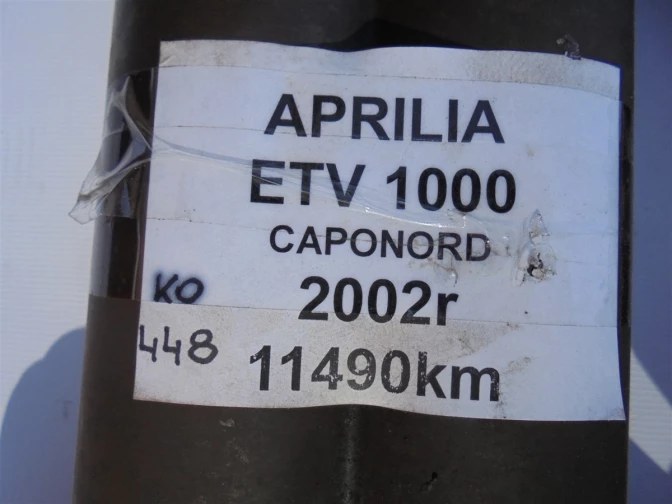 APRILIA
ETV 1000
CAPONORD
KO 2002r
448 11490km